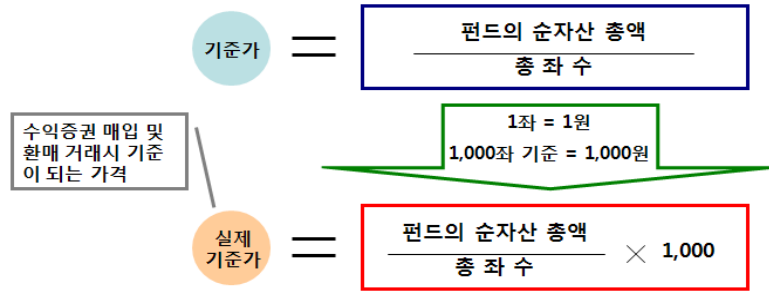 기준가
펀드의 순자산 총액
총 좌 수
수익증권 매입 및
환매 거래시 기준
이 되는 가격
1좌 = 1원
1,000좌 기준 = 1,000원
실제
기준가
펀드의 순자산 총액
총 좌 수
× 1,000